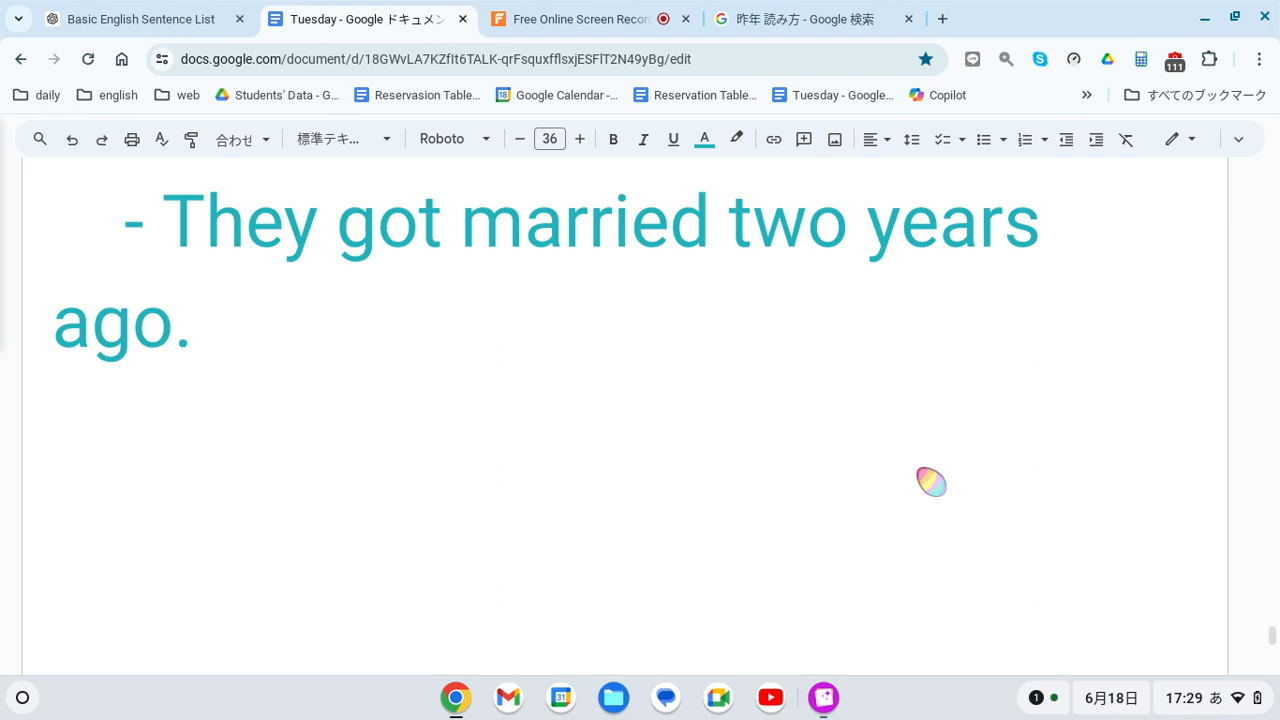 Basic English Sentence List
Tuesday - Google ドキュメン
Free Online Screen Recor
昨年 読み方 - Google 検索
docs.google.com/document/d/18GWvLA7KZfIt6TALK-qrFsquxfflsxjESFlT2N49yBg/edit
111
daily
english
web
Students' Data - G...
Reservasion Table...
31 Google Calendar -...
Reservation Table...
Tuesday - Google...
Copilot
すべてのブックマーク
合わせ
標準テキ...
Roboto
36
B I U A
- They got married two years
ago.
31
1
6月18日
17:29 あ